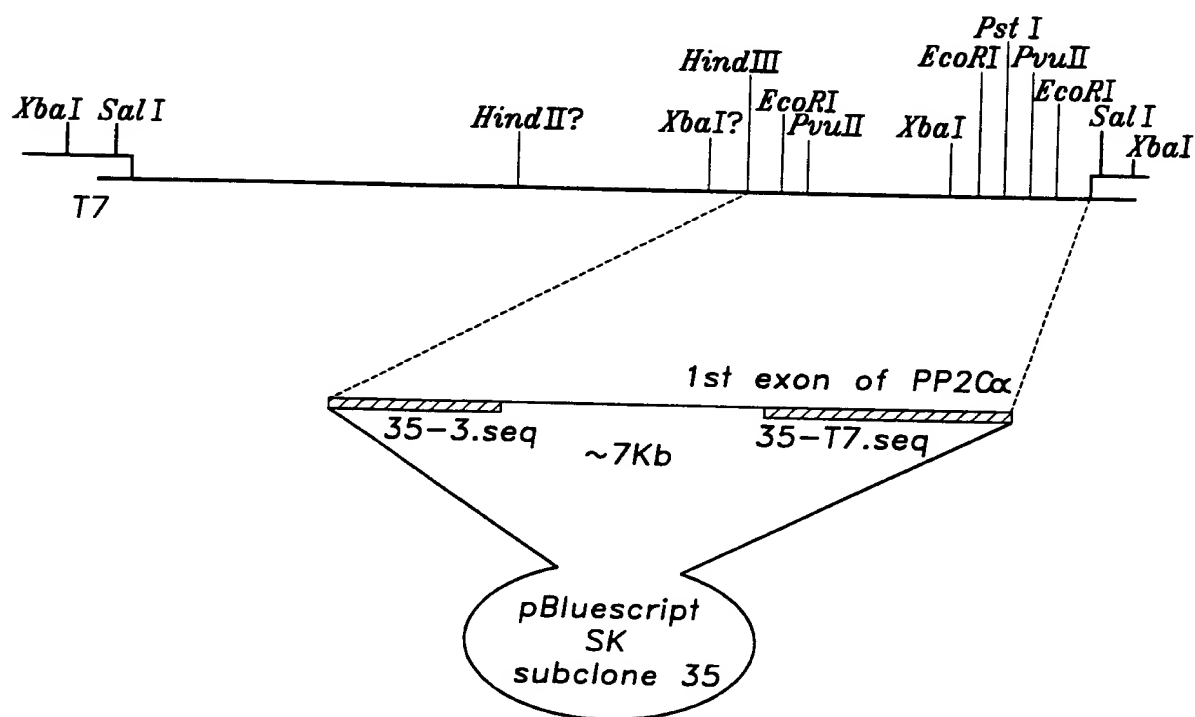 Pst I
HindIII EcoRI PvuII
XbaI SalI HindII? XbaI? EcoRI PvuII XbaI EcoRI SalI XbaI
T7
1st exon of PP2Cα
35-3.seq 35-T7.seq
~7Kb
pBluescript
SK
subclone 35